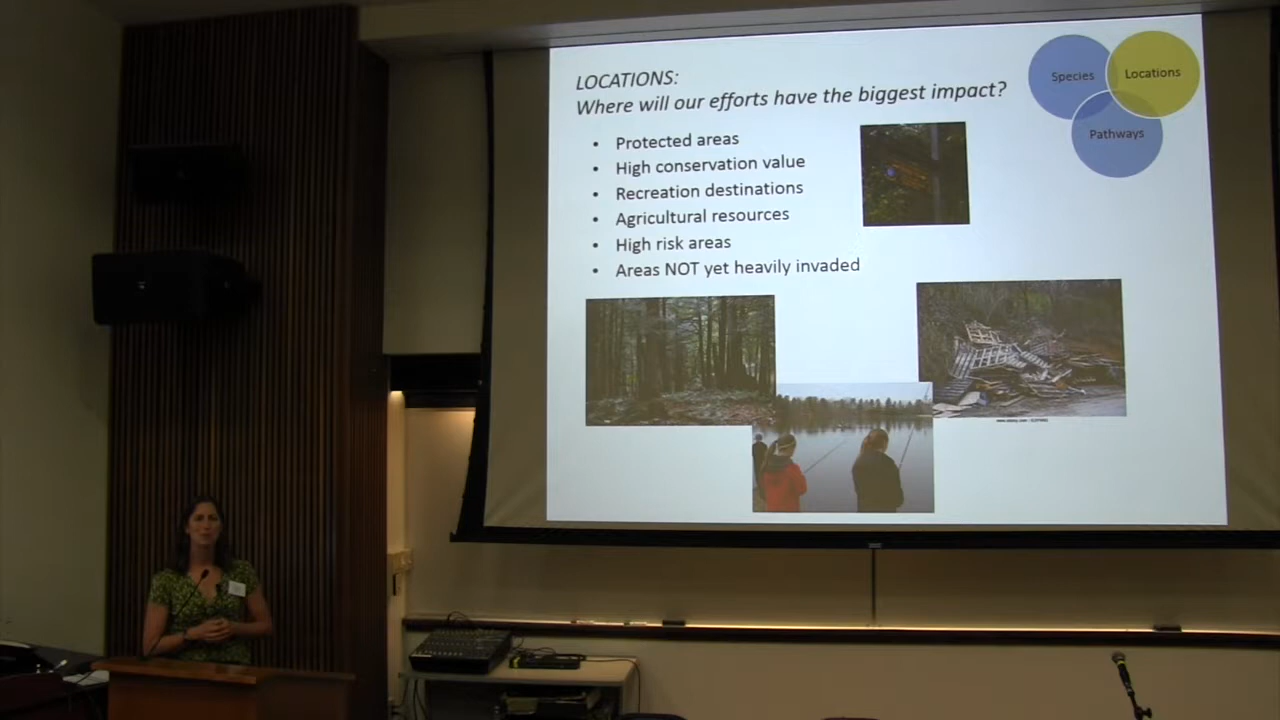 LOCATIONS:
Where will our efforts have the biggest impact?
• Protected areas
• High conservation value
• Recreation destinations
• Agricultural resources
• High risk areas
• Areas NOT yet heavily invaded
Species
Locations
Pathways